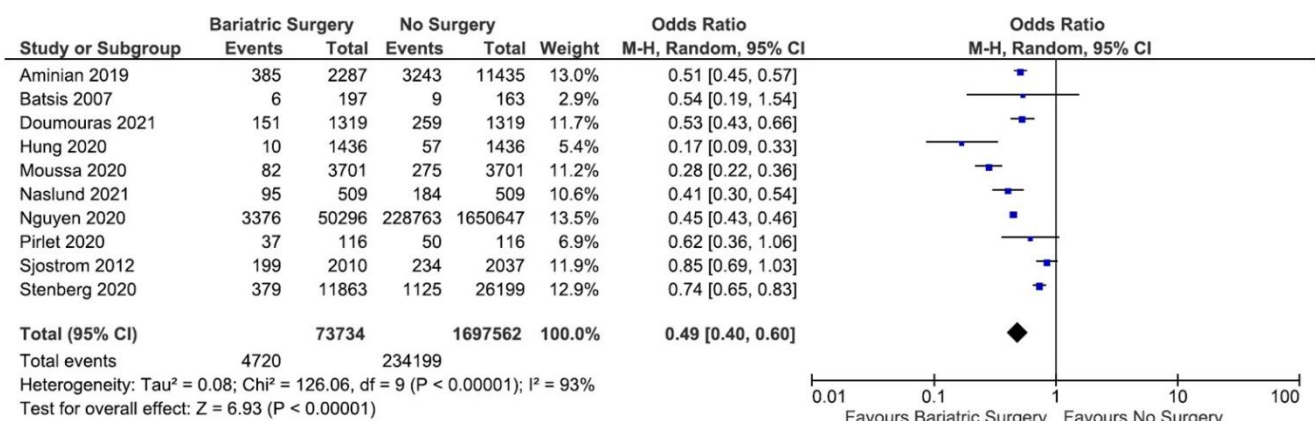 Bariatric Surgery No Surgery Odds Ratio Odds Ratio
Study or Subgroup Events Total Events Total Weight M-H, Random, 95% CI M-H, Random, 95% CI
Aminian 2019 385 2287 3243 11435 13.0% 0.51 [0.45, 0.57]
Batsis 2007 6 197 9 163 2.9% 0.54 [0.19, 1.54]
Doumouras 2021 151 1319 259 1319 11.7% 0.53 [0.43, 0.66]
Hung 2020 10 1436 57 1436 5.4% 0.17 [0.09, 0.33]
Moussa 2020 82 3701 275 3701 11.2% 0.28 [0.22, 0.36]
Naslund 2021 95 509 184 509 10.6% 0.41 [0.30, 0.54]
Nguyen 2020 3376 50296 228763 1650647 13.5% 0.45 [0.43, 0.46]
Pirlet 2020 37 116 50 116 6.9% 0.62 [0.36, 1.06]
Sjostrom 2012 199 2010 234 2037 11.9% 0.85 [0.69, 1.03]
Stenberg 2020 379 11863 1125 26199 12.9% 0.74 [0.65, 0.83]
Total (95% CI) 73734 1697562 100.0% 0.49 [0.40, 0.60]
Total events 4720 234199
Heterogeneity: Tau² = 0.08; Chi² = 126.06, df = 9 (P < 0.00001); I² = 93%
Test for overall effect: Z = 6.93 (P < 0.00001)
0.01 0.1 1 10 100
Favours Bariatric Surgery Favours No Surgery